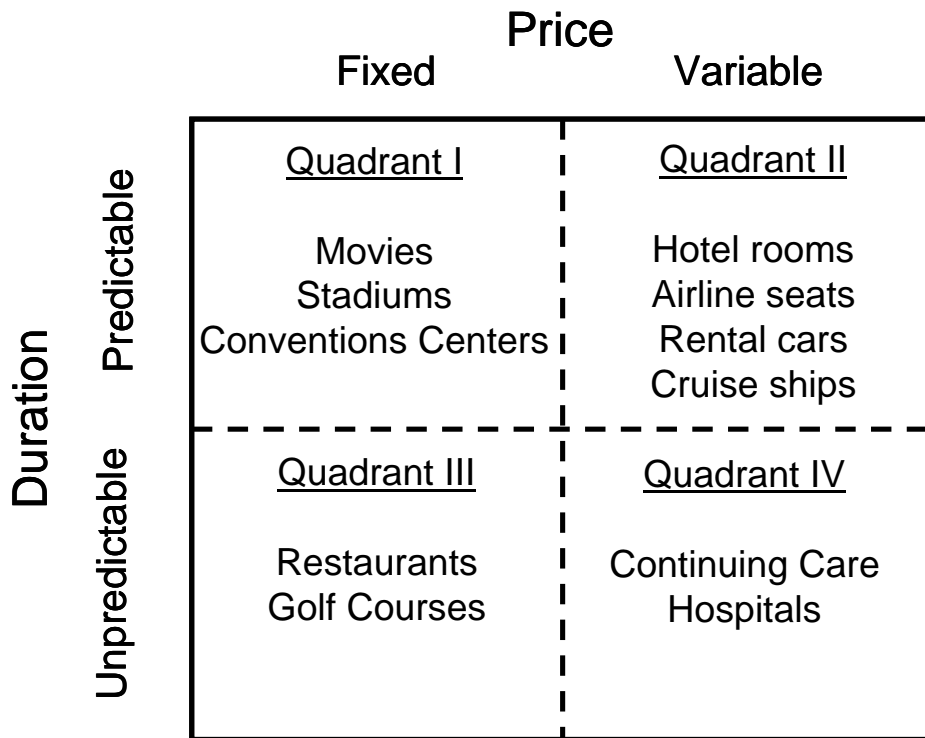 Price
Fixed Variable
Duration
Predictable
Quadrant I
Movies
Stadiums
Conventions Centers
Quadrant II
Hotel rooms
Airline seats
Rental cars
Cruise ships
Unpredictable
Quadrant III
Restaurants
Golf Courses
Quadrant IV
Continuing Care
Hospitals